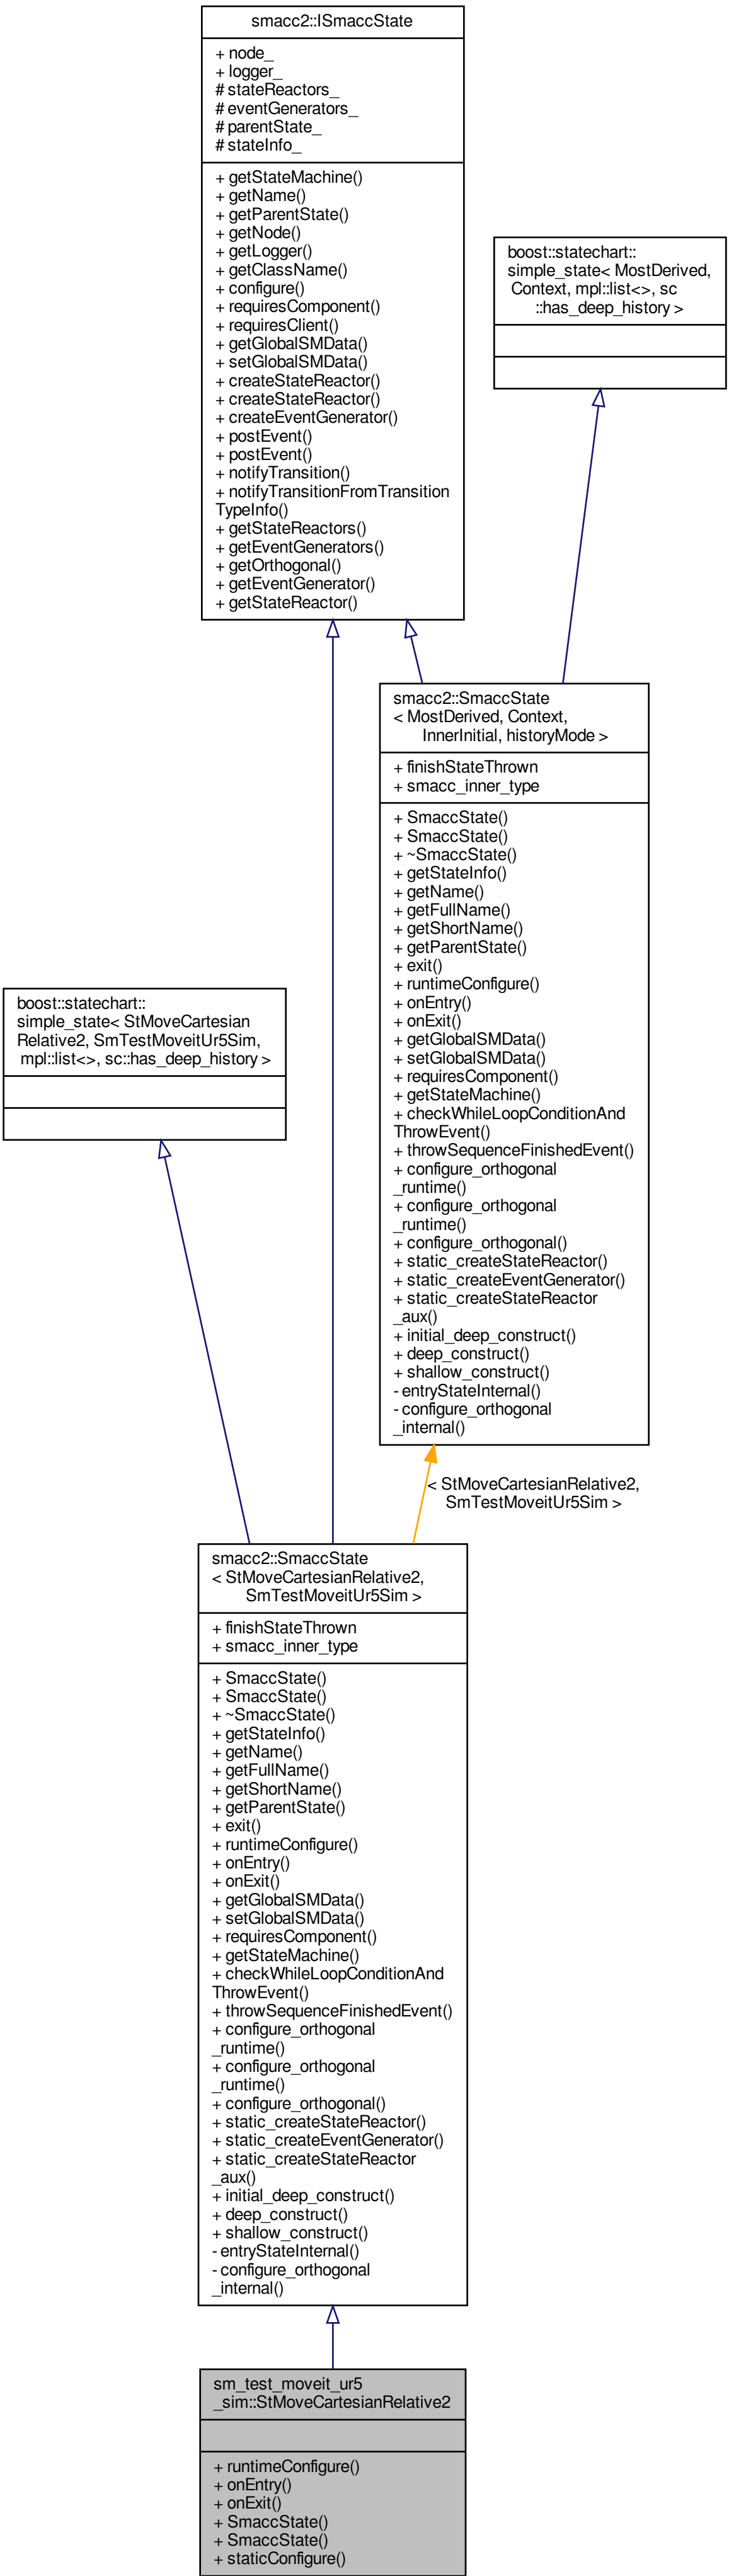 smacc2::ISmaccState
+ node_
+ logger_
# stateReactors_
# eventGenerators_
# parentState_
# stateInfo_
+ getStateMachine()
+ getName()
+ getParentState()
+ getNode()
+ getLogger()
+ getClassName()
+ configure()
+ requiresComponent()
+ requiresClient()
+ getGlobalSMData()
+ setGlobalSMData()
+ createStateReactor()
+ createStateReactor()
+ createEventGenerator()
+ postEvent()
+ postEvent()
+ notifyTransition()
+ notifyTransitionFromTransition
TypeInfo()
+ getStateReactors()
+ getEventGenerators()
+ getOrthogonal()
+ getEventGenerator()
+ getStateReactor()
boost::statechart::
simple_state< MostDerived,
Context, mpl::list<>, sc
::has_deep_history >
smacc2::SmaccState
< MostDerived, Context,
InnerInitial, historyMode >
+ finishStateThrown
+ smacc_inner_type
+ SmaccState()
+ SmaccState()
+ ~SmaccState()
+ getStateInfo()
+ getName()
+ getFullName()
+ getShortName()
+ getParentState()
+ exit()
+ runtimeConfigure()
+ onEntry()
+ onExit()
+ getGlobalSMData()
+ setGlobalSMData()
+ requiresComponent()
+ getStateMachine()
+ checkWhileLoopConditionAnd
ThrowEvent()
+ throwSequenceFinishedEvent()
+ configure_orthogonal
_runtime()
+ configure_orthogonal
_runtime()
+ configure_orthogonal()
+ static_createStateReactor()
+ static_createEventGenerator()
+ static_createStateReactor
_aux()
+ initial_deep_construct()
+ deep_construct()
+ shallow_construct()
- entryStateInternal()
- configure_orthogonal
_internal()
boost::statechart::
simple_state< StMoveCartesian
Relative2, SmTestMoveitUr5Sim,
mpl::list<>, sc::has_deep_history >
< StMoveCartesianRelative2,
SmTestMoveitUr5Sim >
smacc2::SmaccState
< StMoveCartesianRelative2,
SmTestMoveitUr5Sim >
+ finishStateThrown
+ smacc_inner_type
+ SmaccState()
+ SmaccState()
+ ~SmaccState()
+ getStateInfo()
+ getName()
+ getFullName()
+ getShortName()
+ getParentState()
+ exit()
+ runtimeConfigure()
+ onEntry()
+ onExit()
+ getGlobalSMData()
+ setGlobalSMData()
+ requiresComponent()
+ getStateMachine()
+ checkWhileLoopConditionAnd
ThrowEvent()
+ throwSequenceFinishedEvent()
+ configure_orthogonal
_runtime()
+ configure_orthogonal
_runtime()
+ configure_orthogonal()
+ static_createStateReactor()
+ static_createEventGenerator()
+ static_createStateReactor
_aux()
+ initial_deep_construct()
+ deep_construct()
+ shallow_construct()
- entryStateInternal()
- configure_orthogonal
_internal()
sm_test_moveit_ur5
_sim::StMoveCartesianRelative2
+ runtimeConfigure()
+ onEntry()
+ onExit()
+ SmaccState()
+ SmaccState()
+ staticConfigure()